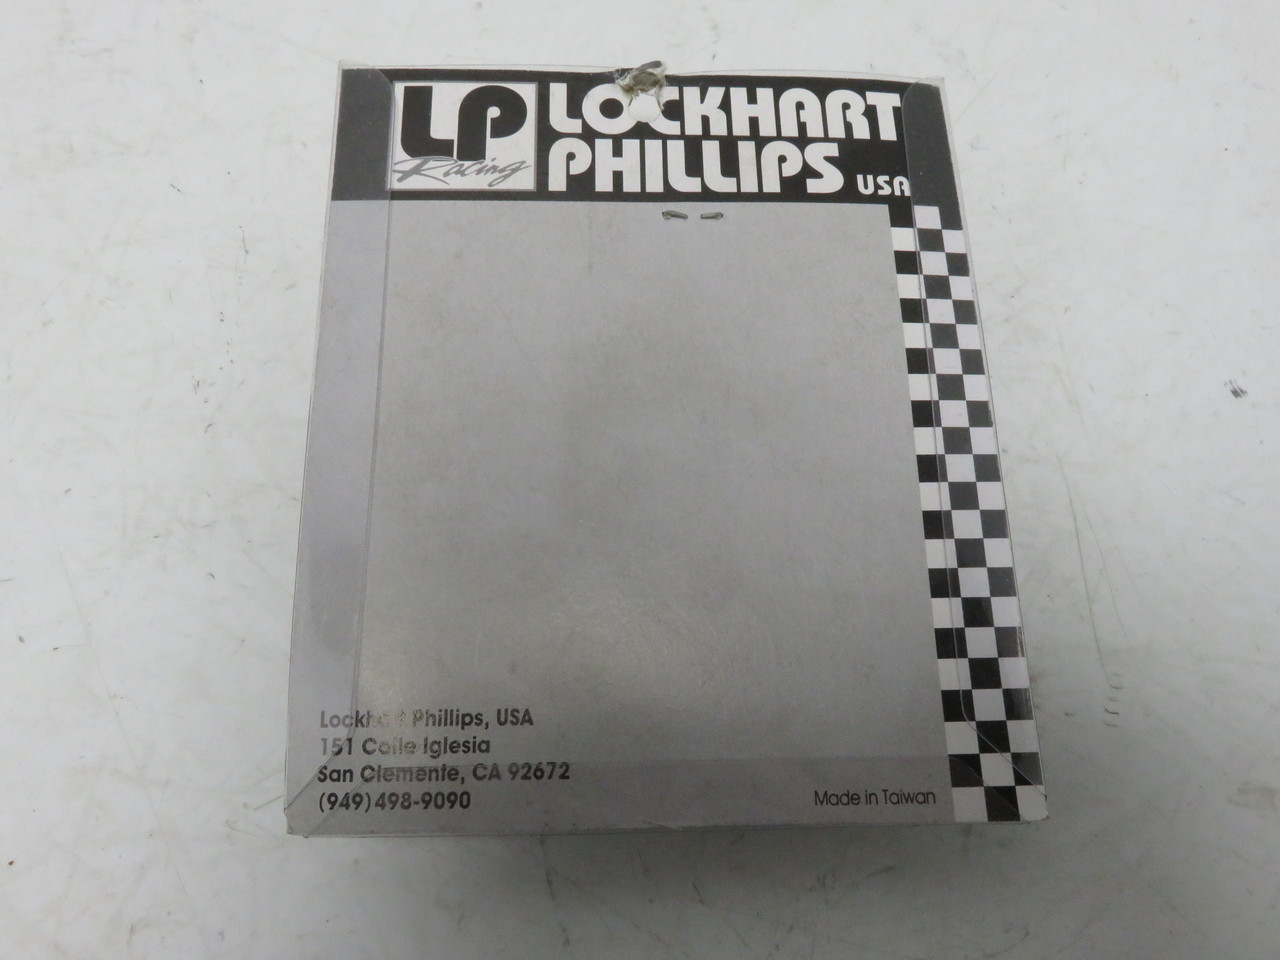 LP
Racing
LOCKHART
PHILLIPS USA
Lockhart Phillips, USA
151 Calle Iglesia
San Clemente, CA 92672
(949)498-9090
Made in Taiwan